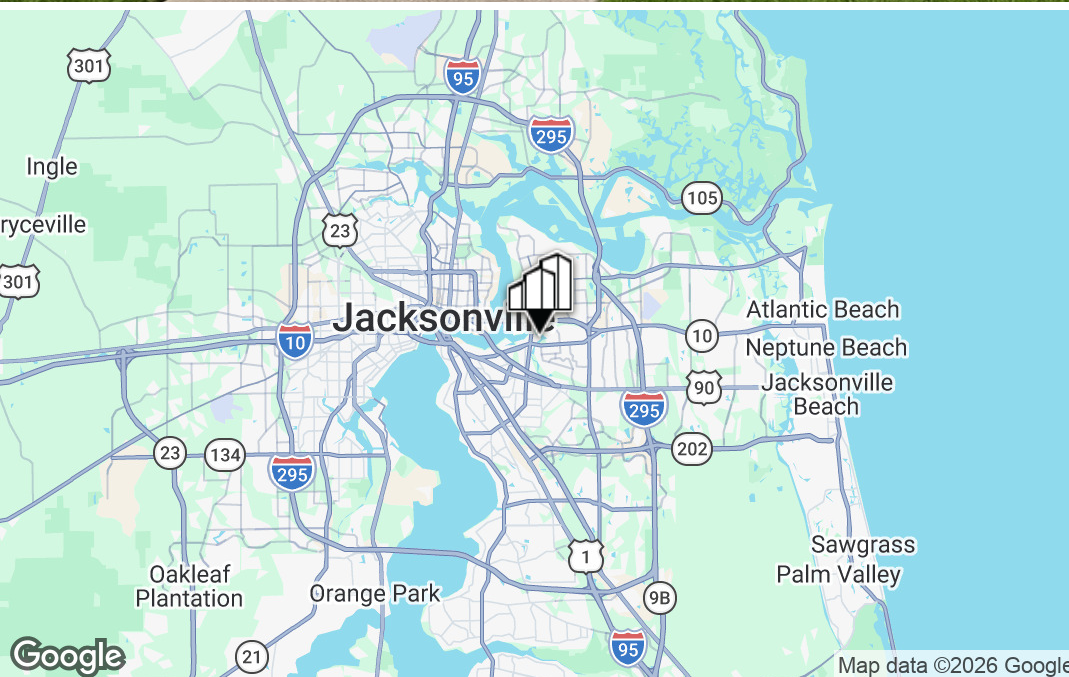 301
95
295
Ingle
105
ryceville
23
301
Jacksonville
Atlantic Beach
10
10
Neptune Beach
90
Jacksonville
Beach
295
202
23
134
295
Sawgrass
1
Palm Valley
Oakleaf
Plantation
Orange Park
9B
95
21
Google
Map data ©2026 Google